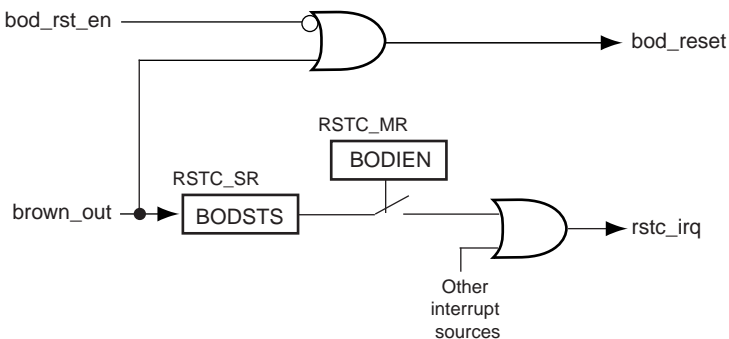 bod_rst_en
bod_reset
RSTC_MR
BODIEN
RSTC_SR
brown_out
BODSTS
rstc_irq
Other
interrupt
sources